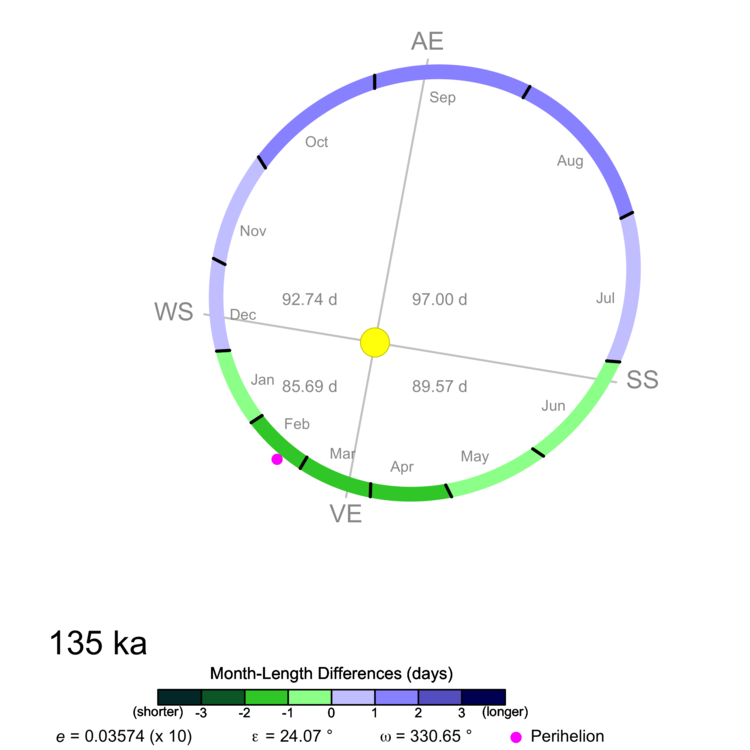 AE
Sep
Oct
Aug
Nov
92.74 d
97.00 d
Jul
WS
Dec
SS
Jan
85.69 d
89.57 d
Jun
Feb
Mar
Apr
May
VE
135 ka
Month-Length Differences (days)
(shorter) -3 -2 -1 0 1 2 3 (longer)
e = 0.03574 (x 10) ε = 24.07 ° ω = 330.65 ° Perihelion